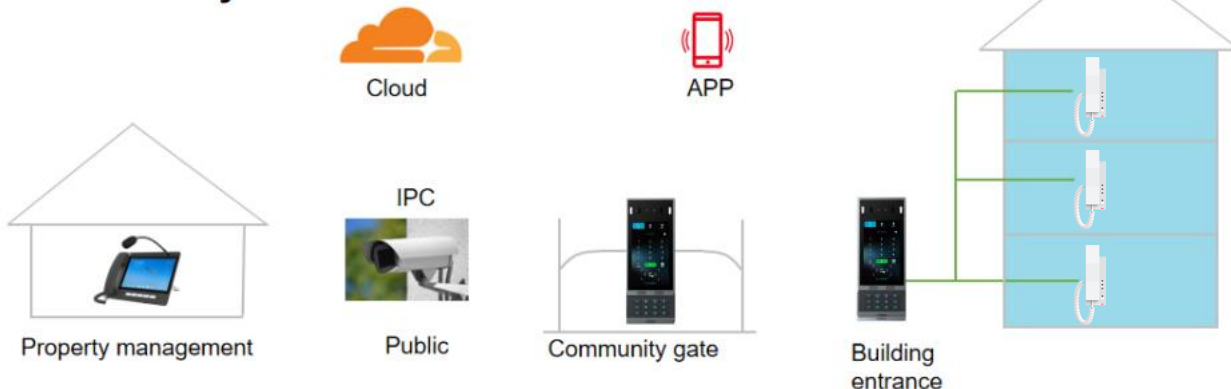 Cloud
APP
IPC
Property management
Public
Community gate
Building
entrance